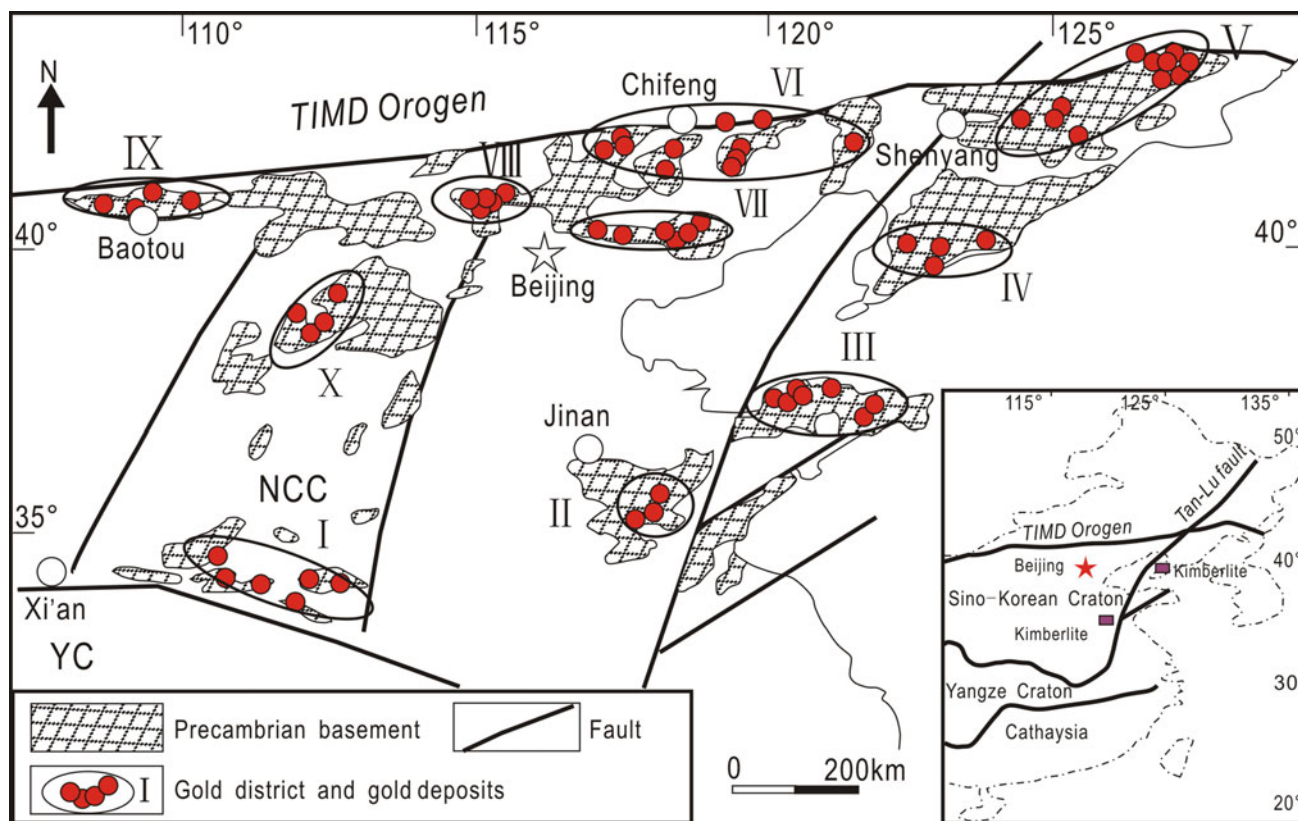 110°
115°
120°
125°
V
N
Chifeng
VI
TIMD Orogen
IX
VIII
Shenyang
VII
40°
Baotou
Beijing
40°
IV
III
X
Jinan
115°
125°
135°
50°
NCC
Tan-Lu fault
35°
I
II
TIMD Orogen
Beijing
Kimberlite
40°
Sino-Korean Craton
Xi'an
Kimberlite
YC
30°
Yangze Craton
Precambrian basement
Fault
Cathaysia
I
Gold district and gold deposits
0
200km
20°